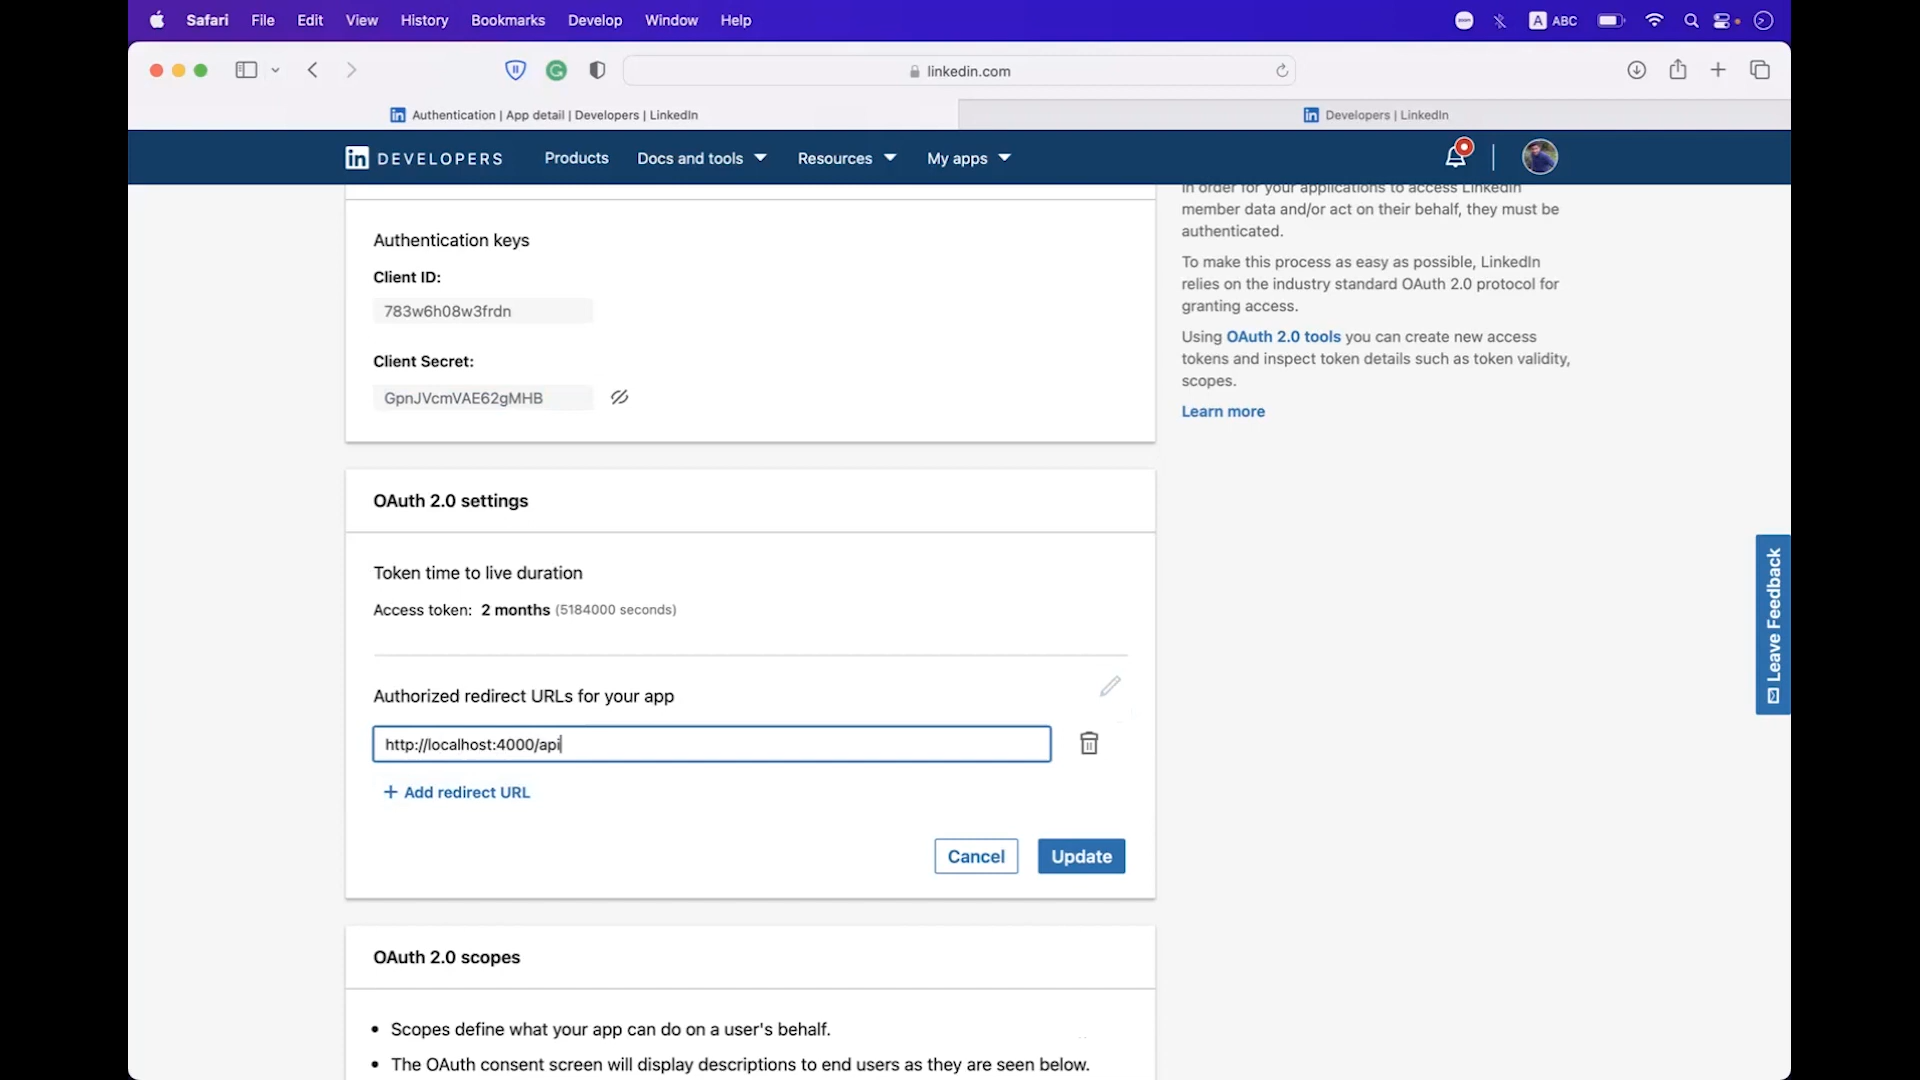 Safari File Edit View History Bookmarks Develop Window Help
A ABC
linkedin.com
Authentication | App detail | Developers | LinkedIn
Developers | LinkedIn
in DEVELOPERS Products Docs and tools My apps Resources
Authentication keys
Client ID:
783w6h08w3frdn
Client Secret:
GpnJVcmVAE62gMHB
OAuth 2.0 settings
Token time to live duration
Access token: 2 months (5184000 seconds)
Authorized redirect URLs for your app
http://localhost:4000/api
+ Add redirect URL
Cancel Update
OAuth 2.0 scopes
• Scopes define what your app can do on a user's behalf.
• The OAuth consent screen will display descriptions to end users as they are seen below.
In order for your applications to access LinkedIn
member data and/or act on their behalf, they must be
authenticated.
To make this process as easy as possible, LinkedIn
relies on the industry standard OAuth 2.0 protocol for
granting access.
Using OAuth 2.0 tools you can create new access
tokens and inspect token details such as token validity,
scopes.
Learn more
Leave Feedback